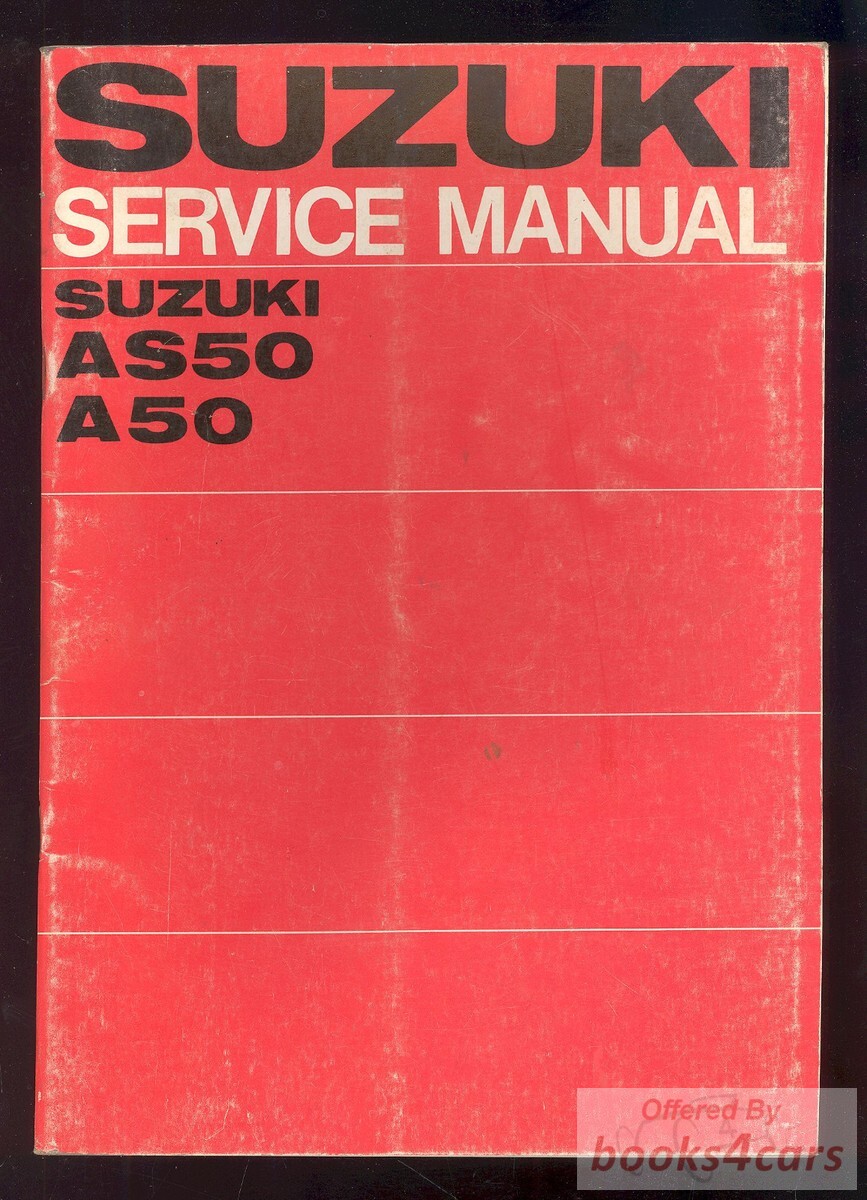 SUZUKI
SERVICE MANUAL
SUZUKI
AS50
A50
Offered By
books4cars